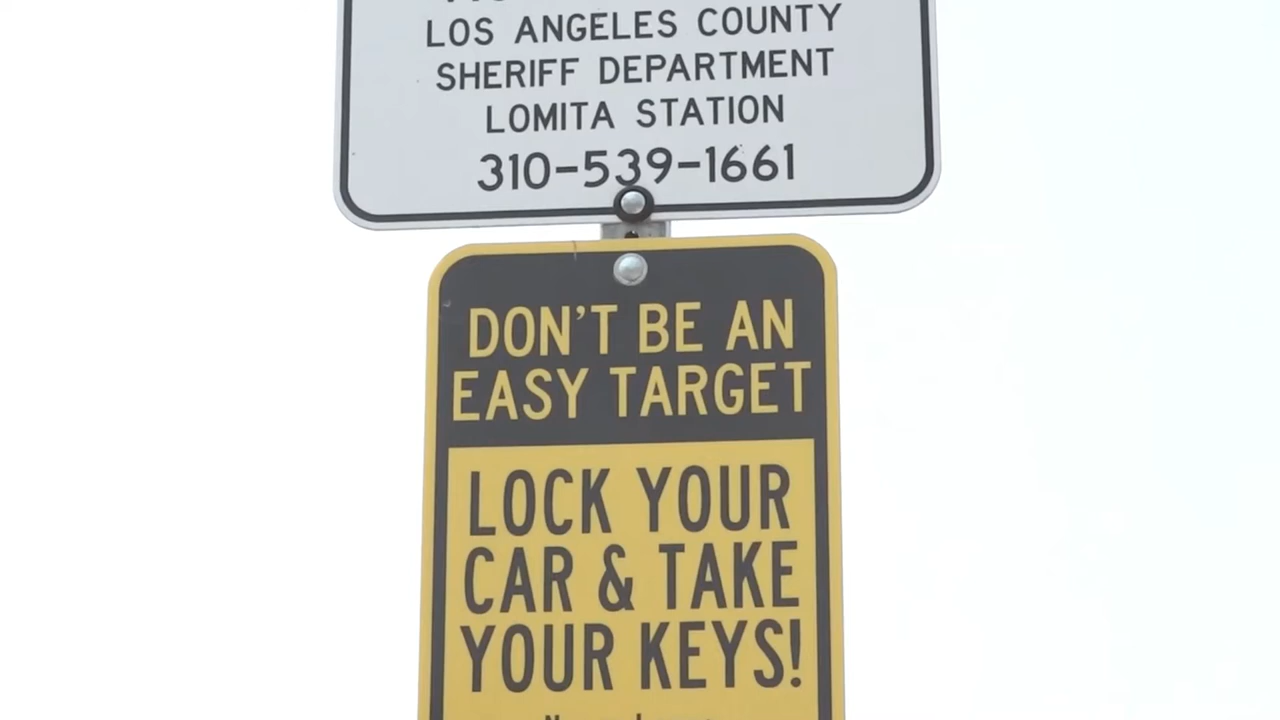 LOS ANGELES COUNTY
SHERIFF DEPARTMENT
LOMITA STATION
310-539-1661
DON'T BE AN
EASY TARGET
LOCK YOUR
CAR & TAKE
YOUR KEYS!